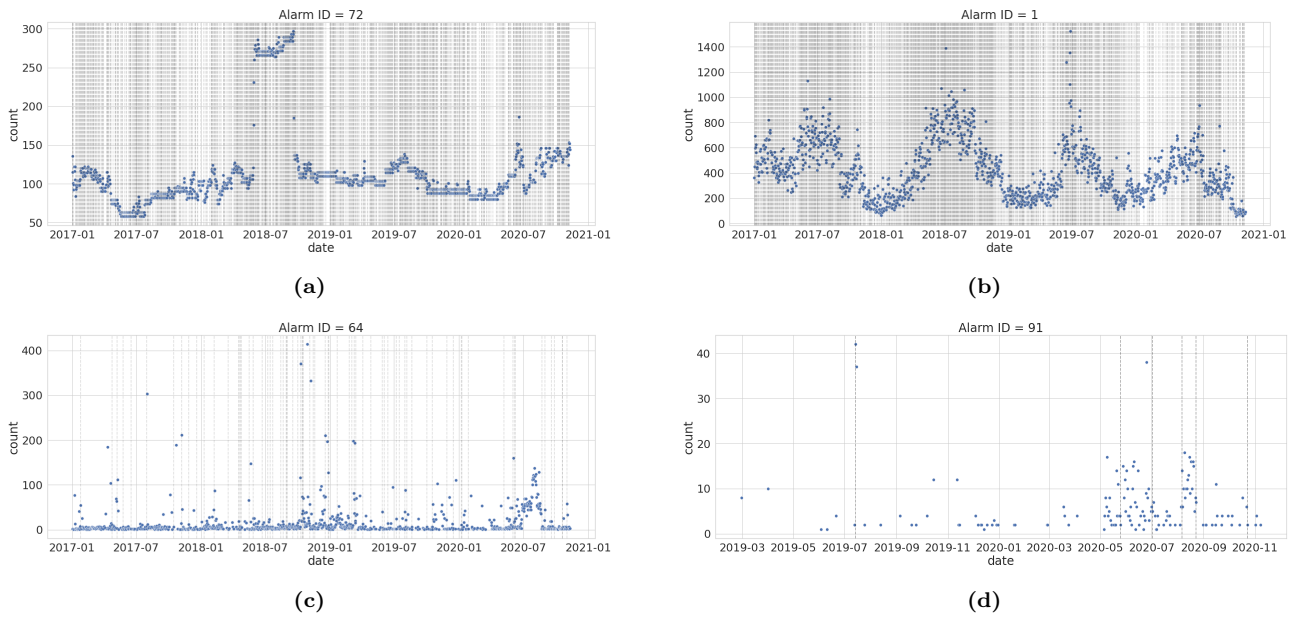 Alarm ID = 72
300
250
200
150
100
50
count
2017-01 2017-07 2018-01 2018-07 2019-01 2019-07 2020-01 2020-07 2021-01
date
(a)
Alarm ID = 1
1400
1200
1000
800
600
400
200
0
count
2017-01 2017-07 2018-01 2018-07 2019-01 2019-07 2020-01 2020-07 2021-01
date
(b)
Alarm ID = 64
400
300
200
100
0
count
2017-01 2017-07 2018-01 2018-07 2019-01 2019-07 2020-01 2020-07 2021-01
date
(c)
Alarm ID = 91
40
30
20
10
0
count
2019-03 2019-05 2019-07 2019-09 2019-11 2020-01 2020-03 2020-05 2020-07 2020-09 2020-11
date
(d)